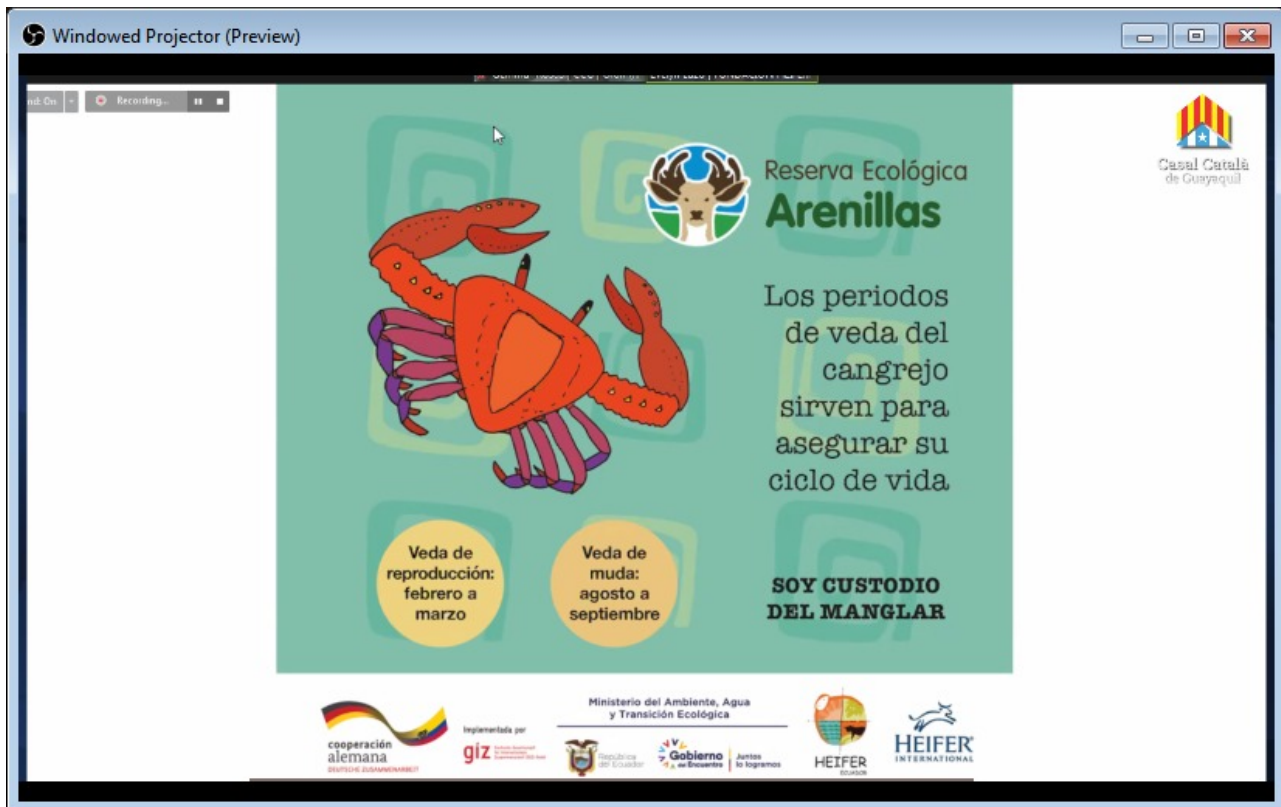 Windowed Projector (Preview)
Recording...
Casal Català
de Guayaquil
Reserva Ecológica
Arenillas
Los periodos
de veda del
cangrejo
sirven para
asegurar su
ciclo de vida
Veda de
reproducción:
febrero a
marzo
Veda de
muda:
agosto a
septiembre
SOY CUSTODIO
DEL MANGLAR
cooperación
alemana
DEUTSCHE ZUSAMMENARBEIT
Implementada por
giz
Ministerio del Ambiente, Agua
y Transición Ecológica
República
del Ecuador
Gobierno
del Encuentro
Juntos
lo logramos
HEIFER
ECUADOR
HEIFER
INTERNATIONAL